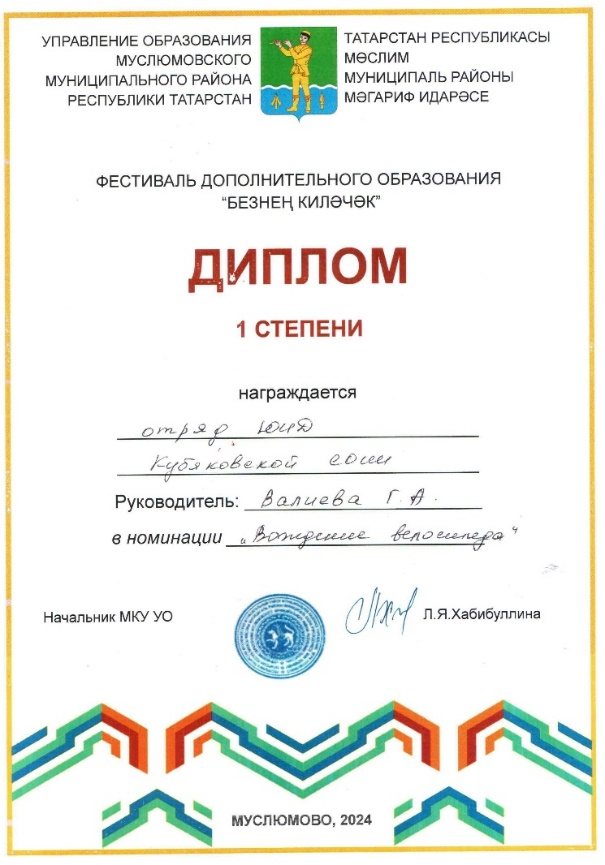 УПРАВЛЕНИЕ ОБРАЗОВАНИЯ
МУСЛЮМОВСКОГО
МУНИЦИПАЛЬНОГО РАЙОНА
РЕСПУБЛИКИ ТАТАРСТАН
ТАТАРСТАН РЕСПУБЛИКАСЫ
МӨСЛИМ
МУНИЦИПАЛЬ РАЙОНЫ
МӘГАРИФ ИДАРӘСЕ
ФЕСТИВАЛЬ ДОПОЛНИТЕЛЬНОГО ОБРАЗОВАНИЯ
“БЕЗНЕҢ КИЛӘЧӘК”
ДИПЛОМ
1 СТЕПЕНИ
награждается
отряд ЮИД
Кубяковской СОШ
Руководитель: Валиева Г.А.
в номинации „Вождение велосипеда"
Начальник МКУ УО
Л.Я.Хабибуллина
МУСЛЮМОВО, 2024